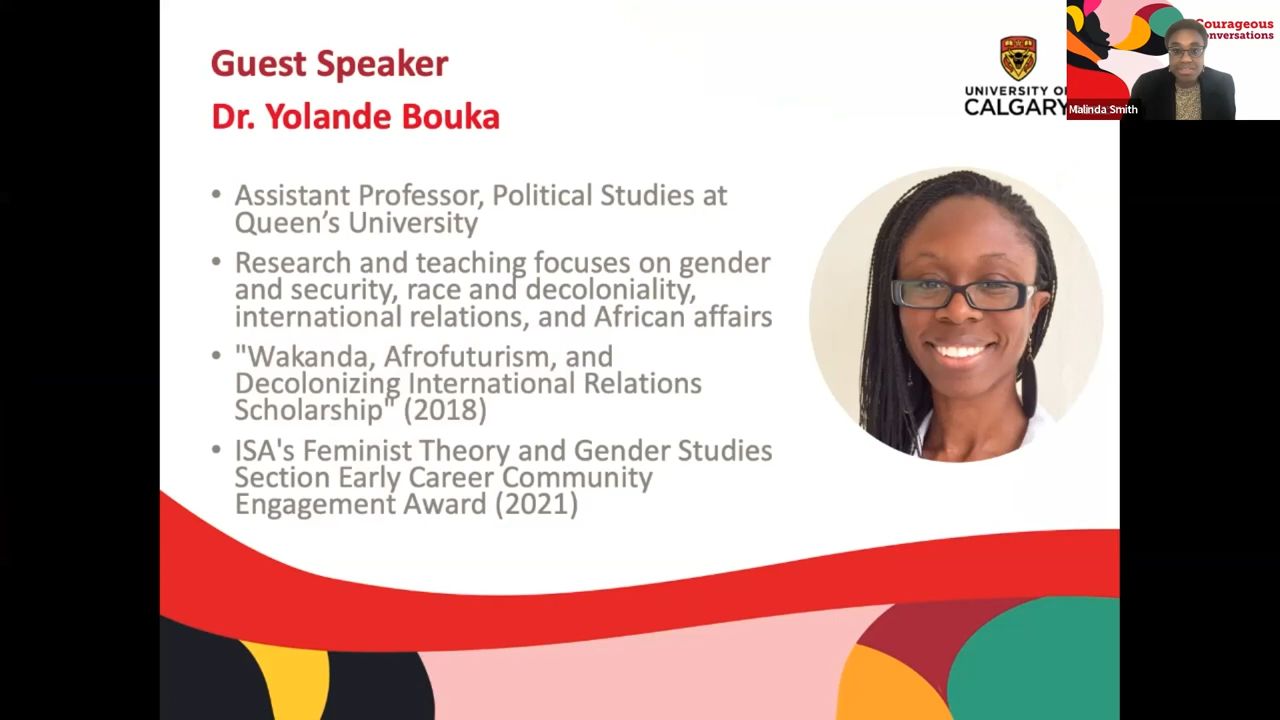 Guest Speaker
Dr. Yolande Bouka
• Assistant Professor, Political Studies at
Queen's University
• Research and teaching focuses on gender
and security, race and decoloniality,
international relations, and African affairs
• "Wakanda, Afrofuturism, and
Decolonizing International Relations
Scholarship" (2018)
• ISA's Feminist Theory and Gender Studies
Section Early Career Community
Engagement Award (2021)
UNIVERSITY OF
CALGARY
Courageous
Conversations
Malinda Smith